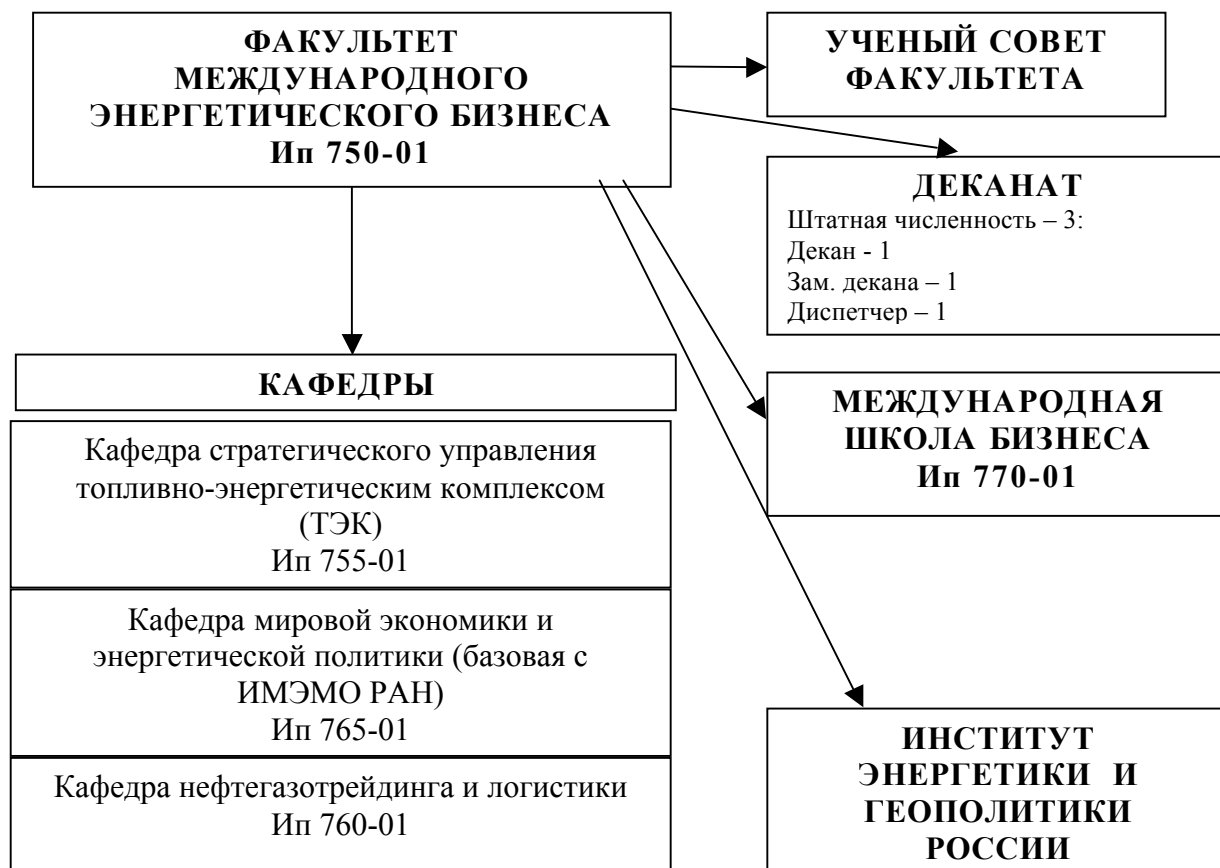 ФАКУЛЬТЕТ
МЕЖДУНАРОДНОГО
ЭНЕРГЕТИЧЕСКОГО БИЗНЕСА
Ип 750-01
УЧЕНЫЙ СОВЕТ
ФАКУЛЬТЕТА
ДЕКАНАТ
Штатная численность – 3:
Декан - 1
Зам. декана – 1
Диспетчер – 1
КАФЕДРЫ
Кафедра стратегического управления
топливно-энергетическим комплексом
(ТЭК)
Ип 755-01
Кафедра мировой экономики и
энергетической политики (базовая с
ИМЭМО РАН)
Ип 765-01
Кафедра нефтегазотрейдинга и логистики
Ип 760-01
МЕЖДУНАРОДНАЯ
ШКОЛА БИЗНЕСА
Ип 770-01
ИНСТИТУТ
ЭНЕРГЕТИКИ И
ГЕОПОЛИТИКИ
РОССИИ